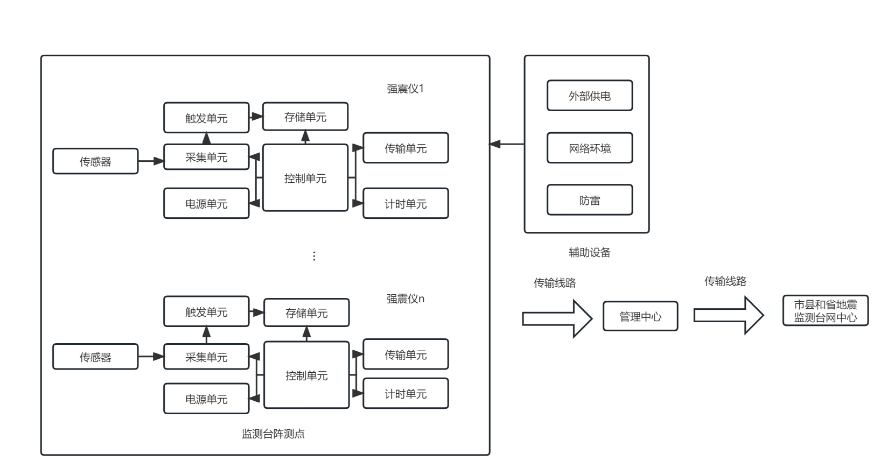 强震仪1
触发单元
存储单元
传感器
采集单元
控制单元
传输单元
电源单元
计时单元
...
强震仪n
触发单元
存储单元
传感器
采集单元
控制单元
传输单元
电源单元
计时单元
监测台阵测点
外部供电
网络环境
防雷
辅助设备
传输线路
管理中心
传输线路
市县和省地震
监测台网中心